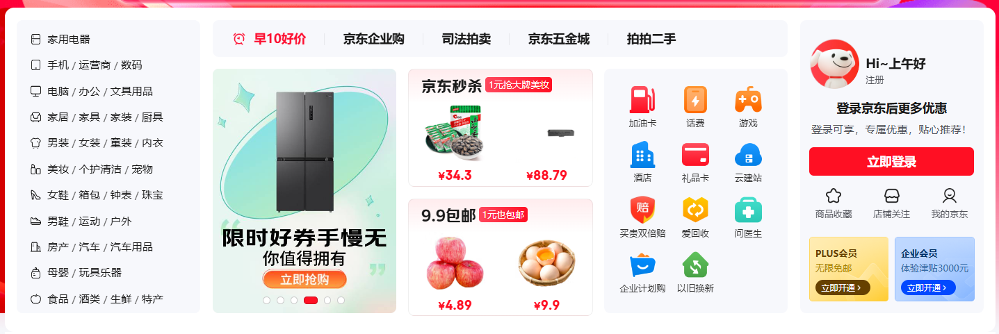 家用电器
手机 / 运营商 / 数码
电脑 / 办公 / 文具用品
家居 / 家具 / 家装 / 厨具
男装 / 女装 / 童装 / 内衣
美妆 / 个护清洁 / 宠物
女鞋 / 箱包 / 钟表 / 珠宝
男鞋 / 运动 / 户外
房产 / 汽车 / 汽车用品
母婴 / 玩具乐器
食品 / 酒类 / 生鲜 / 特产
早10好价 京东企业购 司法拍卖 京东五金城 拍拍二手
限时好券手慢无
你值得拥有
立即抢购
京东秒杀 1元抢大牌美妆
¥34.3 ¥88.79
9.9包邮 1元也包邮
¥4.89 ¥9.9
加油卡 话费 游戏
酒店 礼品卡 云建站
赔
买贵双倍赔 爱回收 问医生
企业计划购 以旧换新
Hi~上午好
注册
登录京东后更多优惠
登录可享，专属优惠，贴心推荐！
立即登录
商品收藏 店铺关注 我的京东
PLUS会员
无限免邮
立即开通 >
企业会员
体验津贴3000元
立即开通 >